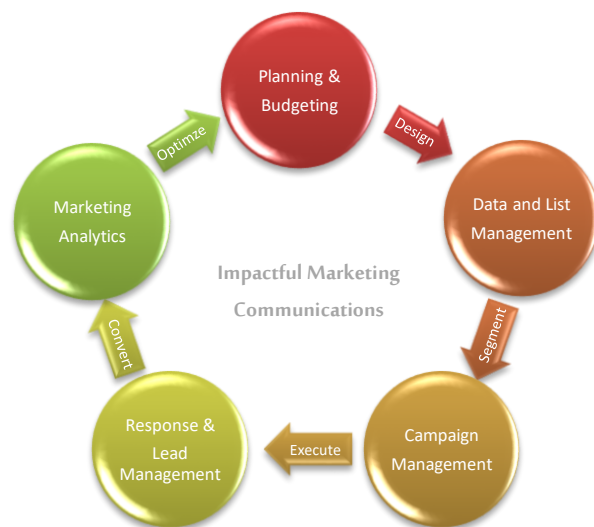 Planning &
Budgeting
Design
Data and List
Management
Segment
Campaign
Management
Execute
Response &
Lead
Management
Convert
Marketing
Analytics
Optimze
Impactful Marketing
Communications